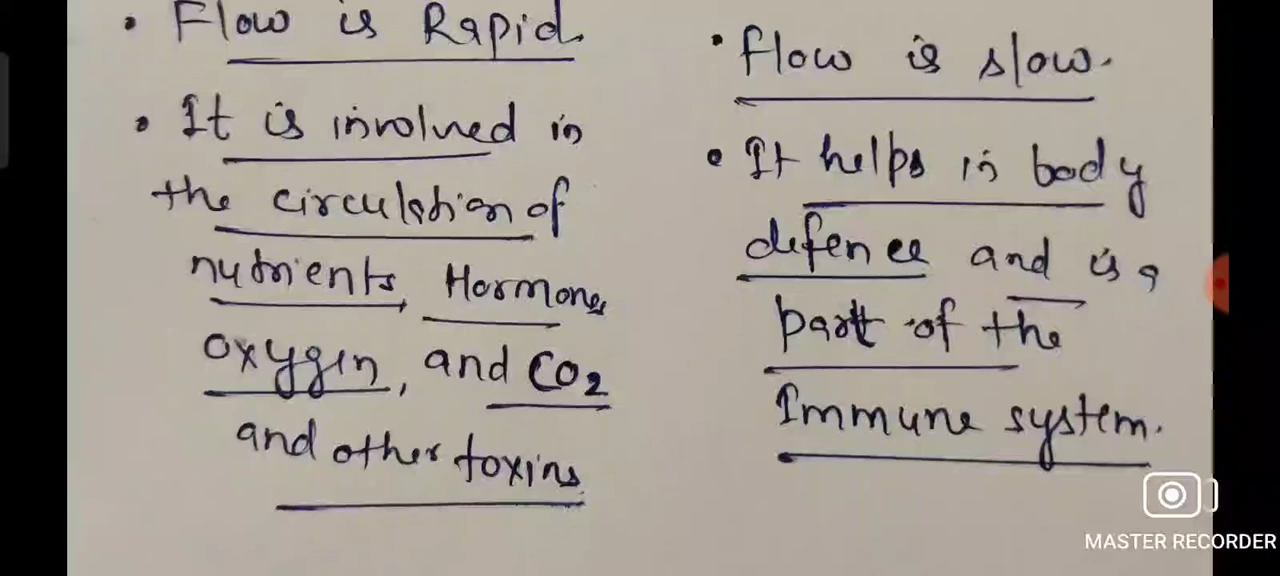 • Flow is Rapid.
• It is involved in
the circulation of
nutrients, Hormones
oxygen, and CO2
and other toxins
• flow is slow.
• It helps in body
defence and is a
part of the
Immune system.
MASTER RECORDER